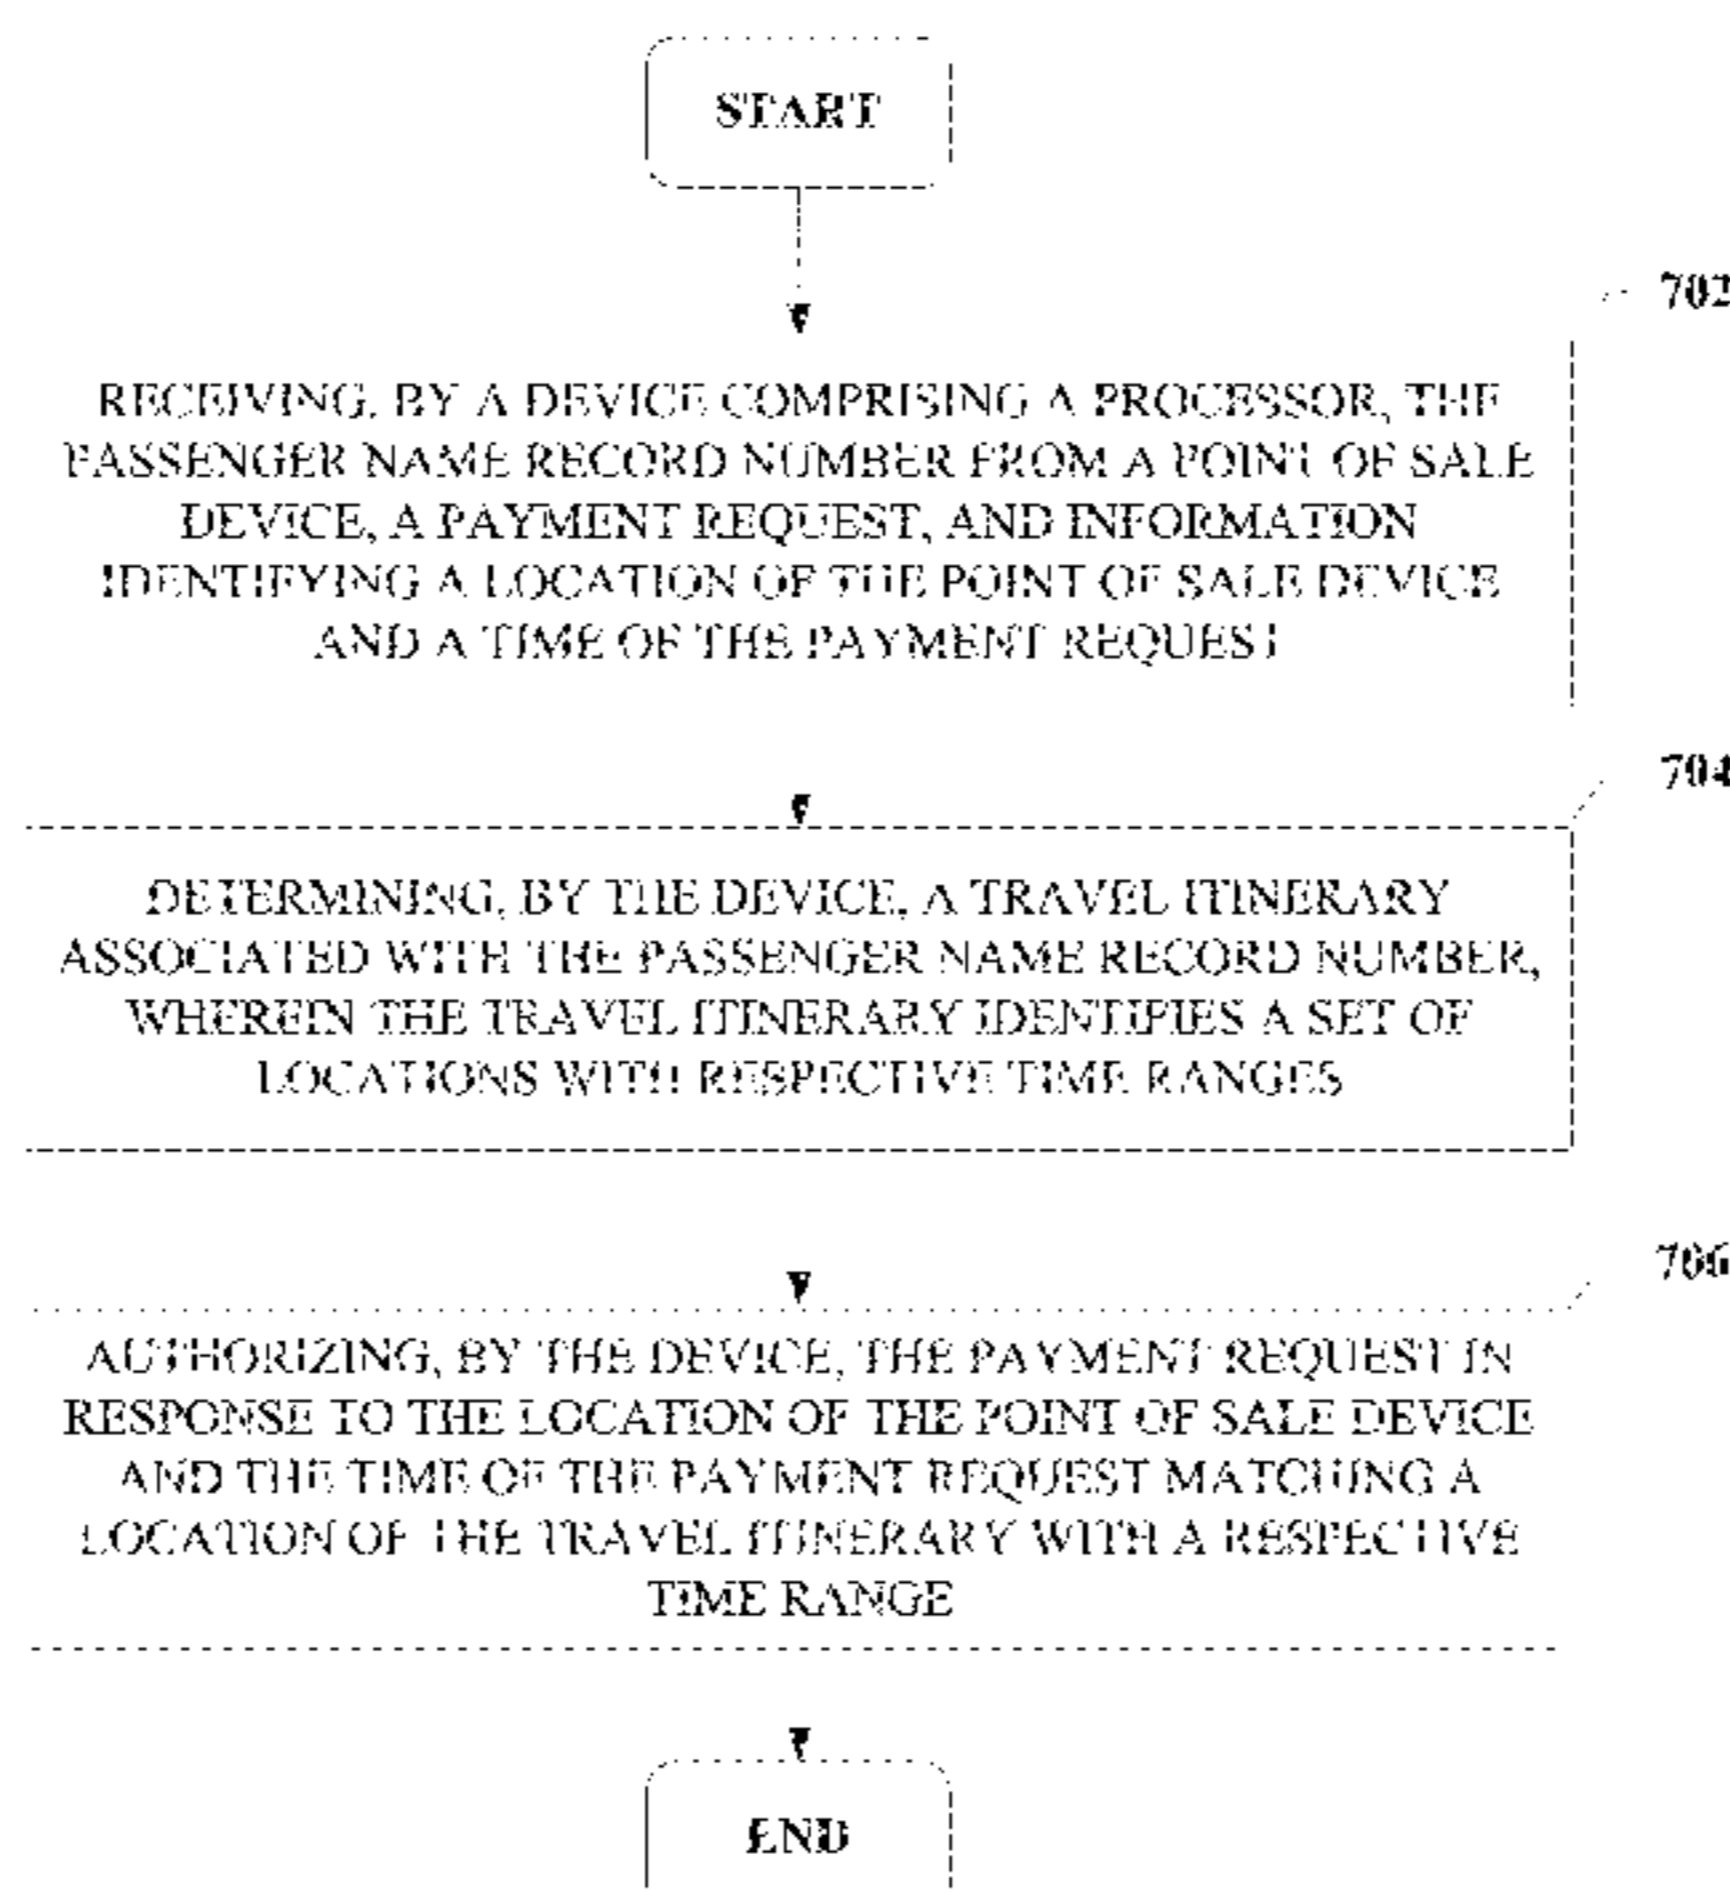 START
702
RECEIVING, BY A DEVICE COMPRISING A PROCESSOR, THE
PASSENGER NAME RECORD NUMBER FROM A POINT OF SALE
DEVICE, A PAYMENT REQUEST, AND INFORMATION
IDENTIFYING A LOCATION OF THE POINT OF SALE DEVICE
AND A TIME OF THE PAYMENT REQUEST
704
DETERMINING, BY THE DEVICE, A TRAVEL ITINERARY
ASSOCIATED WITH THE PASSENGER NAME RECORD NUMBER,
WHEREIN THE TRAVEL ITINERARY IDENTIFIES A SET OF
LOCATIONS WITH RESPECTIVE TIME RANGES
706
AUTHORIZING, BY THE DEVICE, THE PAYMENT REQUEST IN
RESPONSE TO THE LOCATION OF THE POINT OF SALE DEVICE
AND THE TIME OF THE PAYMENT REQUEST MATCHING A
LOCATION OF THE TRAVEL ITINERARY WITH A RESPECTIVE
TIME RANGE
END